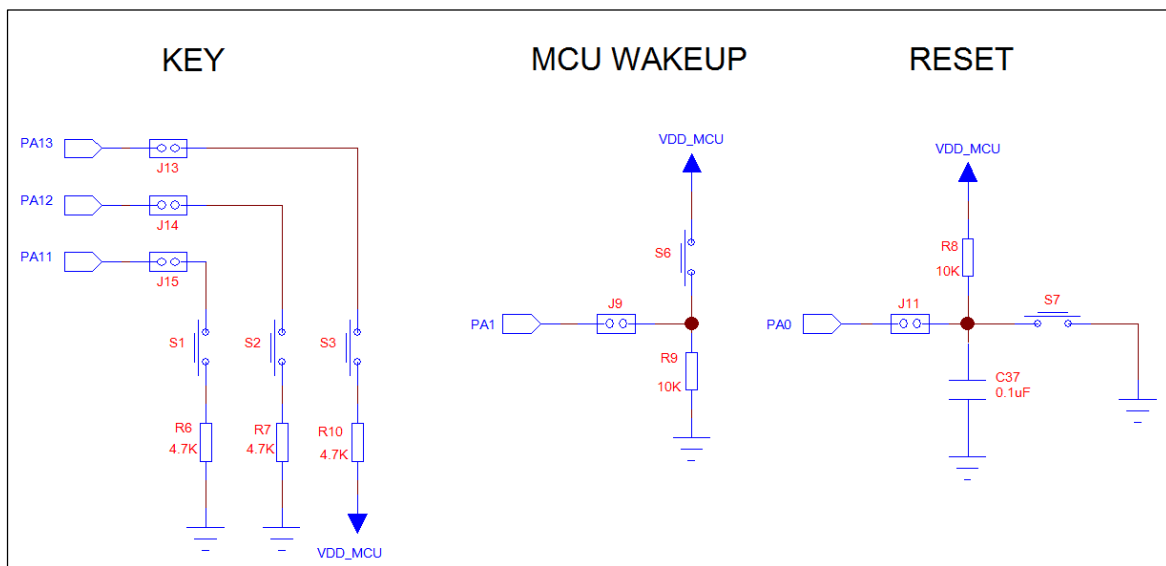 KEY
MCU WAKEUP
RESET
PA13
J13
PA12
J14
PA11
J15
S1
S2
S3
R6
4.7K
R7
4.7K
R10
4.7K
VDD_MCU
VDD_MCU
S6
J9
PA1
R9
10K
VDD_MCU
R8
10K
J11
S7
PA0
C37
0.1uF